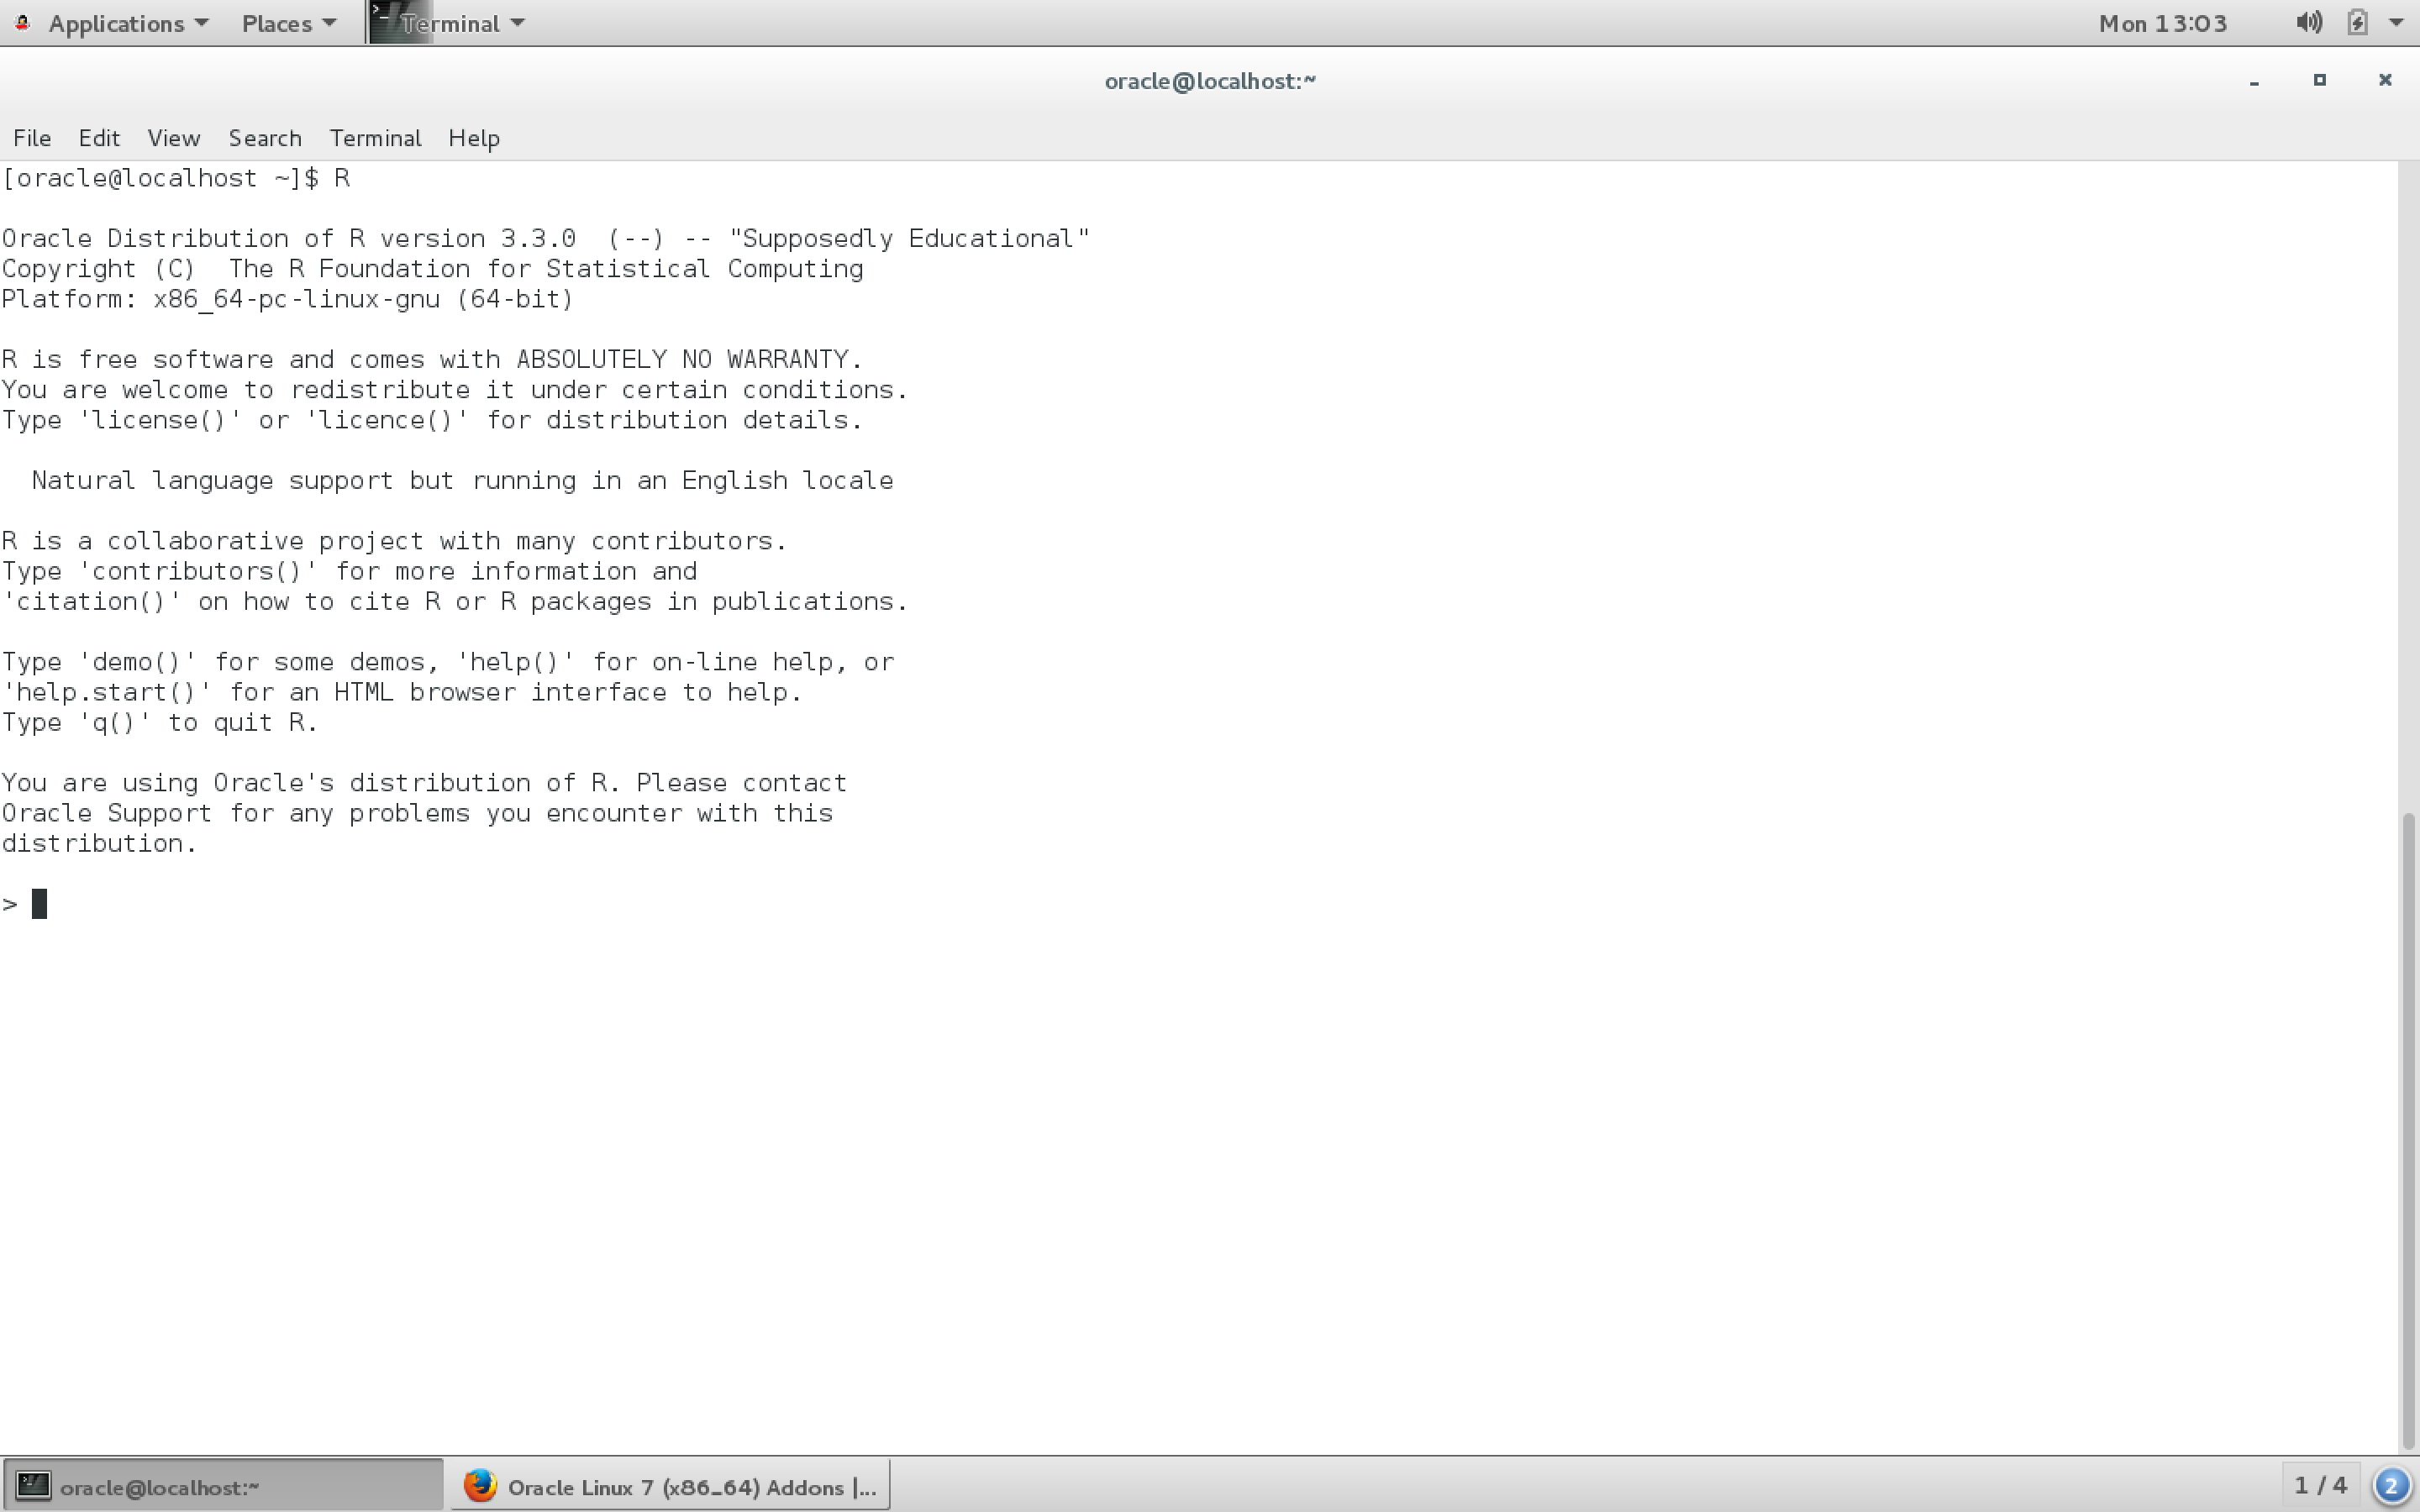 Applications Places Terminal Mon 13:03
oracle@localhost:~
File Edit View Search Terminal Help
[oracle@localhost ~]$ R
Oracle Distribution of R version 3.3.0  (--) -- "Supposedly Educational"
Copyright (C)  The R Foundation for Statistical Computing
Platform: x86_64-pc-linux-gnu (64-bit)
R is free software and comes with ABSOLUTELY NO WARRANTY.
You are welcome to redistribute it under certain conditions.
Type 'license()' or 'licence()' for distribution details.
Natural language support but running in an English locale
R is a collaborative project with many contributors.
Type 'contributors()' for more information and
'citation()' on how to cite R or R packages in publications.
Type 'demo()' for some demos, 'help()' for on-line help, or
'help.start()' for an HTML browser interface to help.
Type 'q()' to quit R.
You are using Oracle's distribution of R. Please contact
Oracle Support for any problems you encounter with this
distribution.
>
oracle@localhost:~ Oracle Linux 7 (x86_64) Addons |... 1 / 4 2